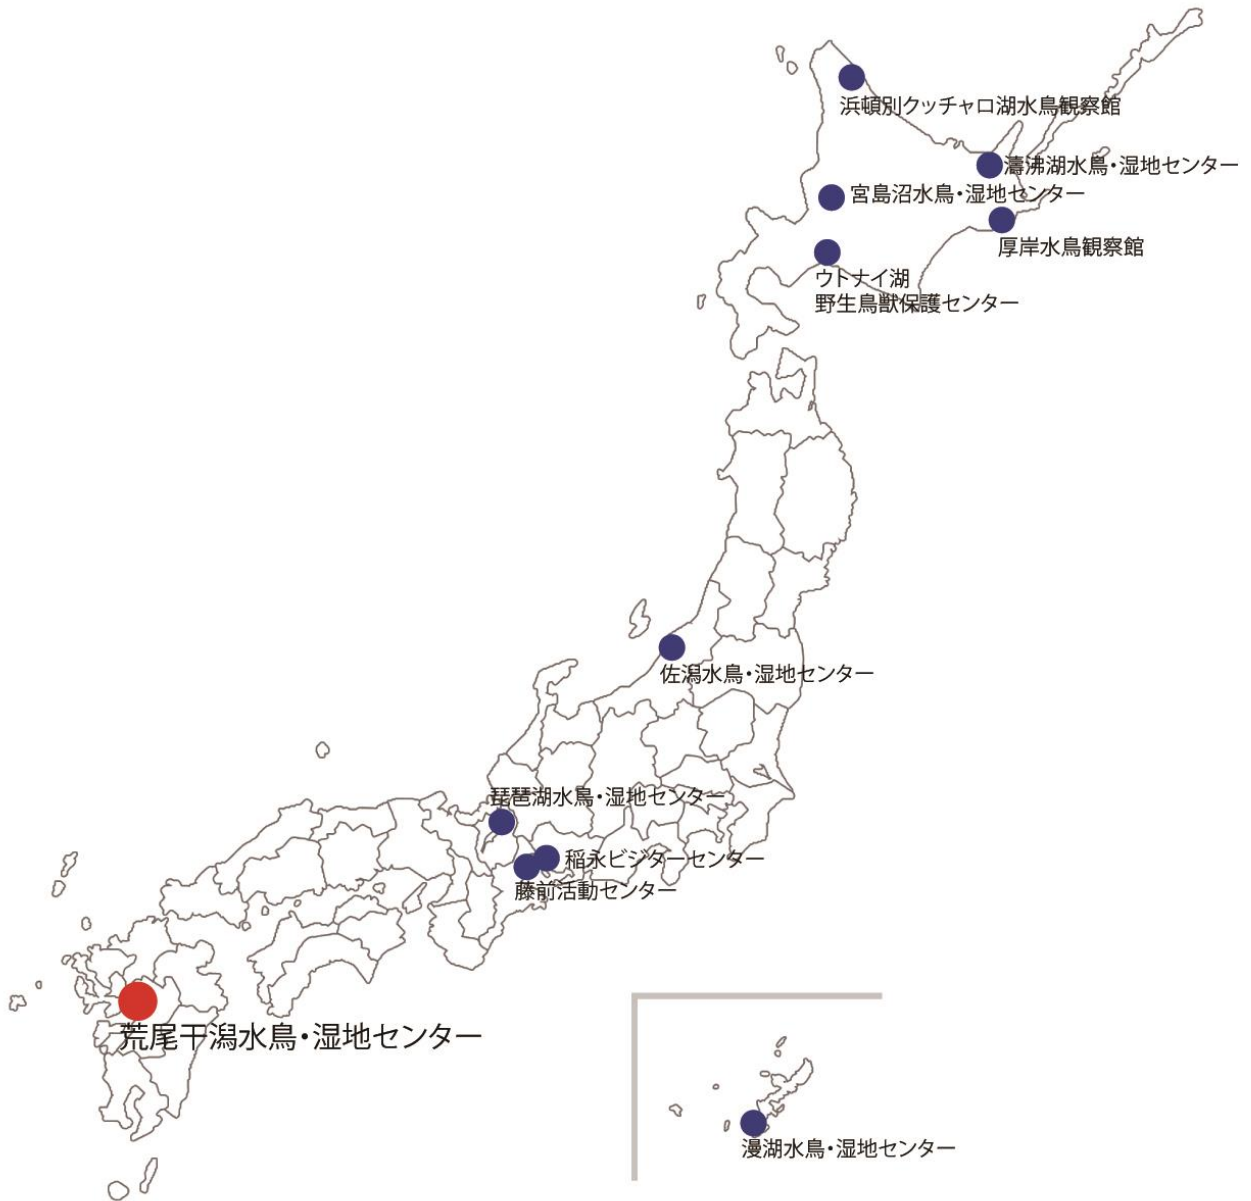 浜頓別クッチャロ湖水鳥観察館
濤沸湖水鳥・湿地センター
宮島沼水鳥・湿地センター
厚岸水鳥観察館
ウトナイ湖
野生鳥獣保護センター
佐潟水鳥・湿地センター
琵琶湖水鳥・湿地センター
稲永ビジターセンター
藤前活動センター
荒尾干潟水鳥・湿地センター
漫湖水鳥・湿地センター